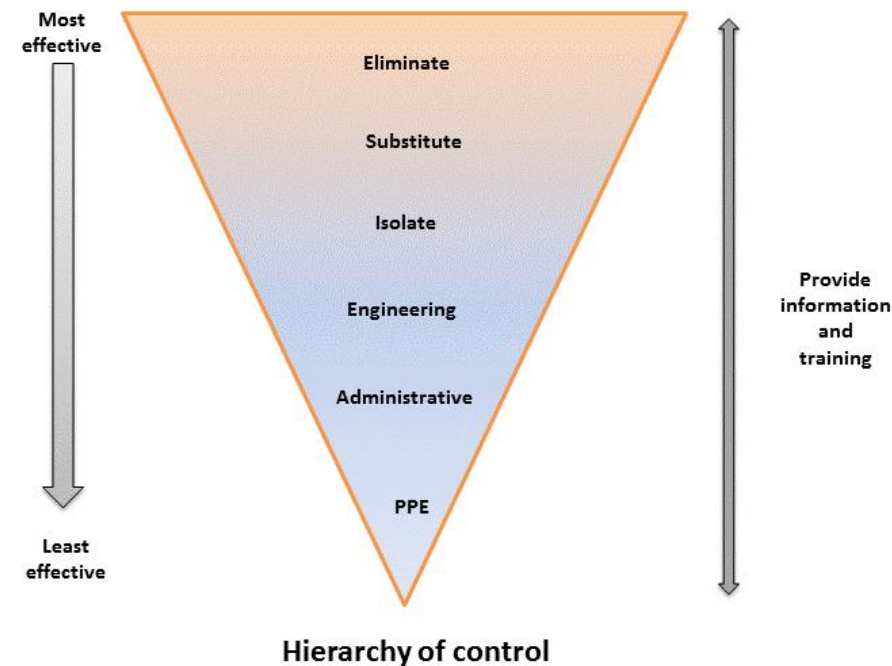 Most
effective
Eliminate
Substitute
Isolate
Engineering
Administrative
PPE
Least
effective
Provide
information
and
training
Hierarchy of control